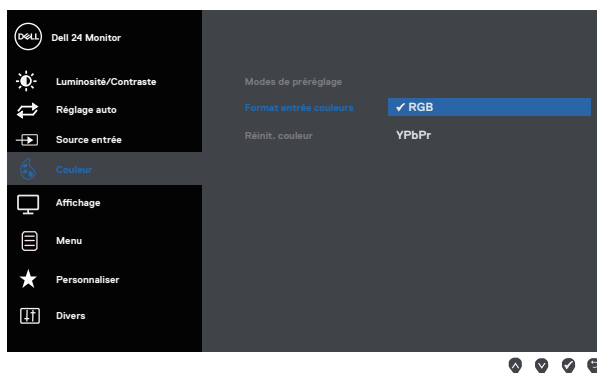 DELL
Dell 24 Monitor
Luminosité/Contraste
Modes de préréglage
Réglage auto
Format entrée couleurs
✓ RGB
Source entrée
Réinit. couleur
YPbPr
Couleur
Affichage
Menu
Personnaliser
Divers